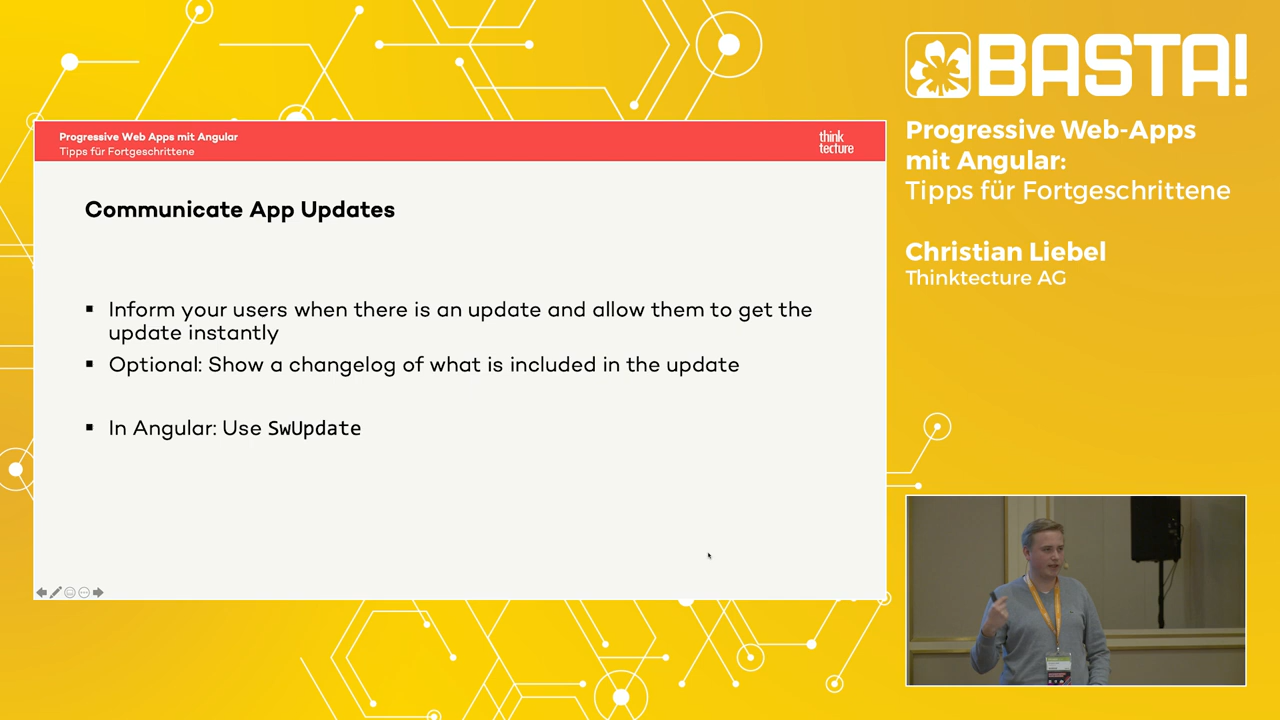 Progressive Web Apps mit Angular
Tipps für Fortgeschrittene
think
tecture
Communicate App Updates
▪ Inform your users when there is an update and allow them to get the
update instantly
▪ Optional: Show a changelog of what is included in the update
▪ In Angular: Use SwUpdate
BASTA!
Progressive Web-Apps
mit Angular:
Tipps für Fortgeschrittene
Christian Liebel
Thinktecture AG